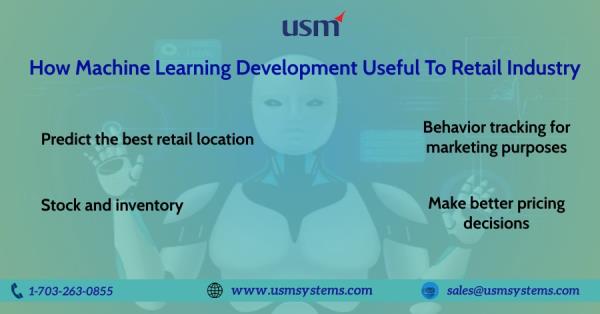 usm
How Machine Learning Development Useful To Retail Industry
Predict the best retail location
Behavior tracking for
marketing purposes
Stock and inventory
Make better pricing
decisions
1-703-263-0855
www.usmsystems.com
sales@usmsystems.com